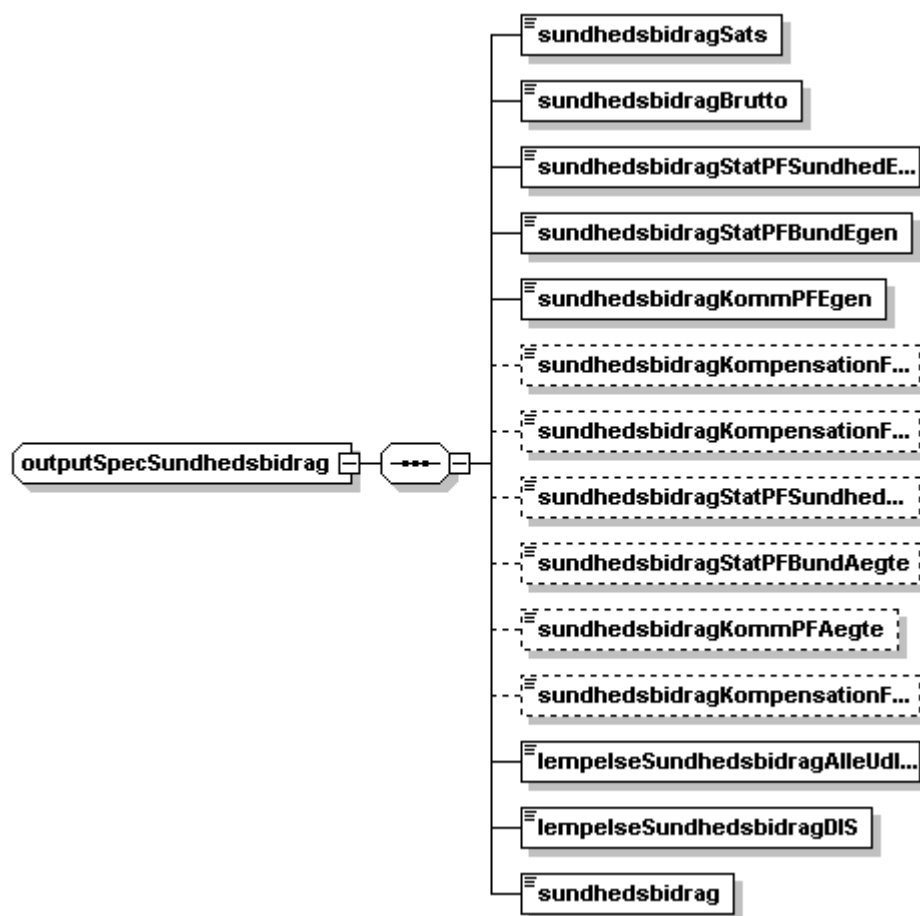 sundhedsbidragSats
sundhedsbidragBrutto
sundhedsbidragStatPFSundhedE...
sundhedsbidragStatPFBundEgen
sundhedsbidragKommPFEgen
sundhedsbidragKompensationF...
sundhedsbidragKompensationF...
outputSpecSundhedsbidrag
sundhedsbidragStatPFSundhed...
sundhedsbidragStatPFBundAegte
sundhedsbidragKommPFAegte
sundhedsbidragKompensationF...
lempelseSundhedsbidragAlleUdl...
lempelseSundhedsbidragDIS
sundhedsbidrag